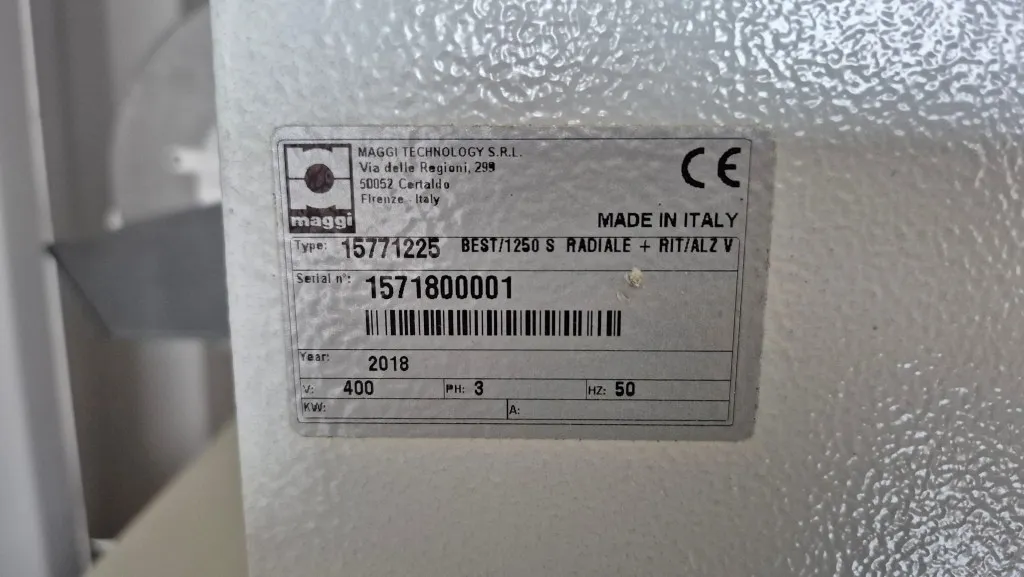 MAGGI TECHNOLOGY S.R.L.
Via delle Regioni, 299
50052 Certaldo
Firenze - Italy
maggi
CE
MADE IN ITALY
Type: 15771225 BEST/1250 S RADIALE + RIT/ALZ V
Serial n°: 1571800001
Year: 2018
V: 400 PH: 3 HZ: 50
KW: A: